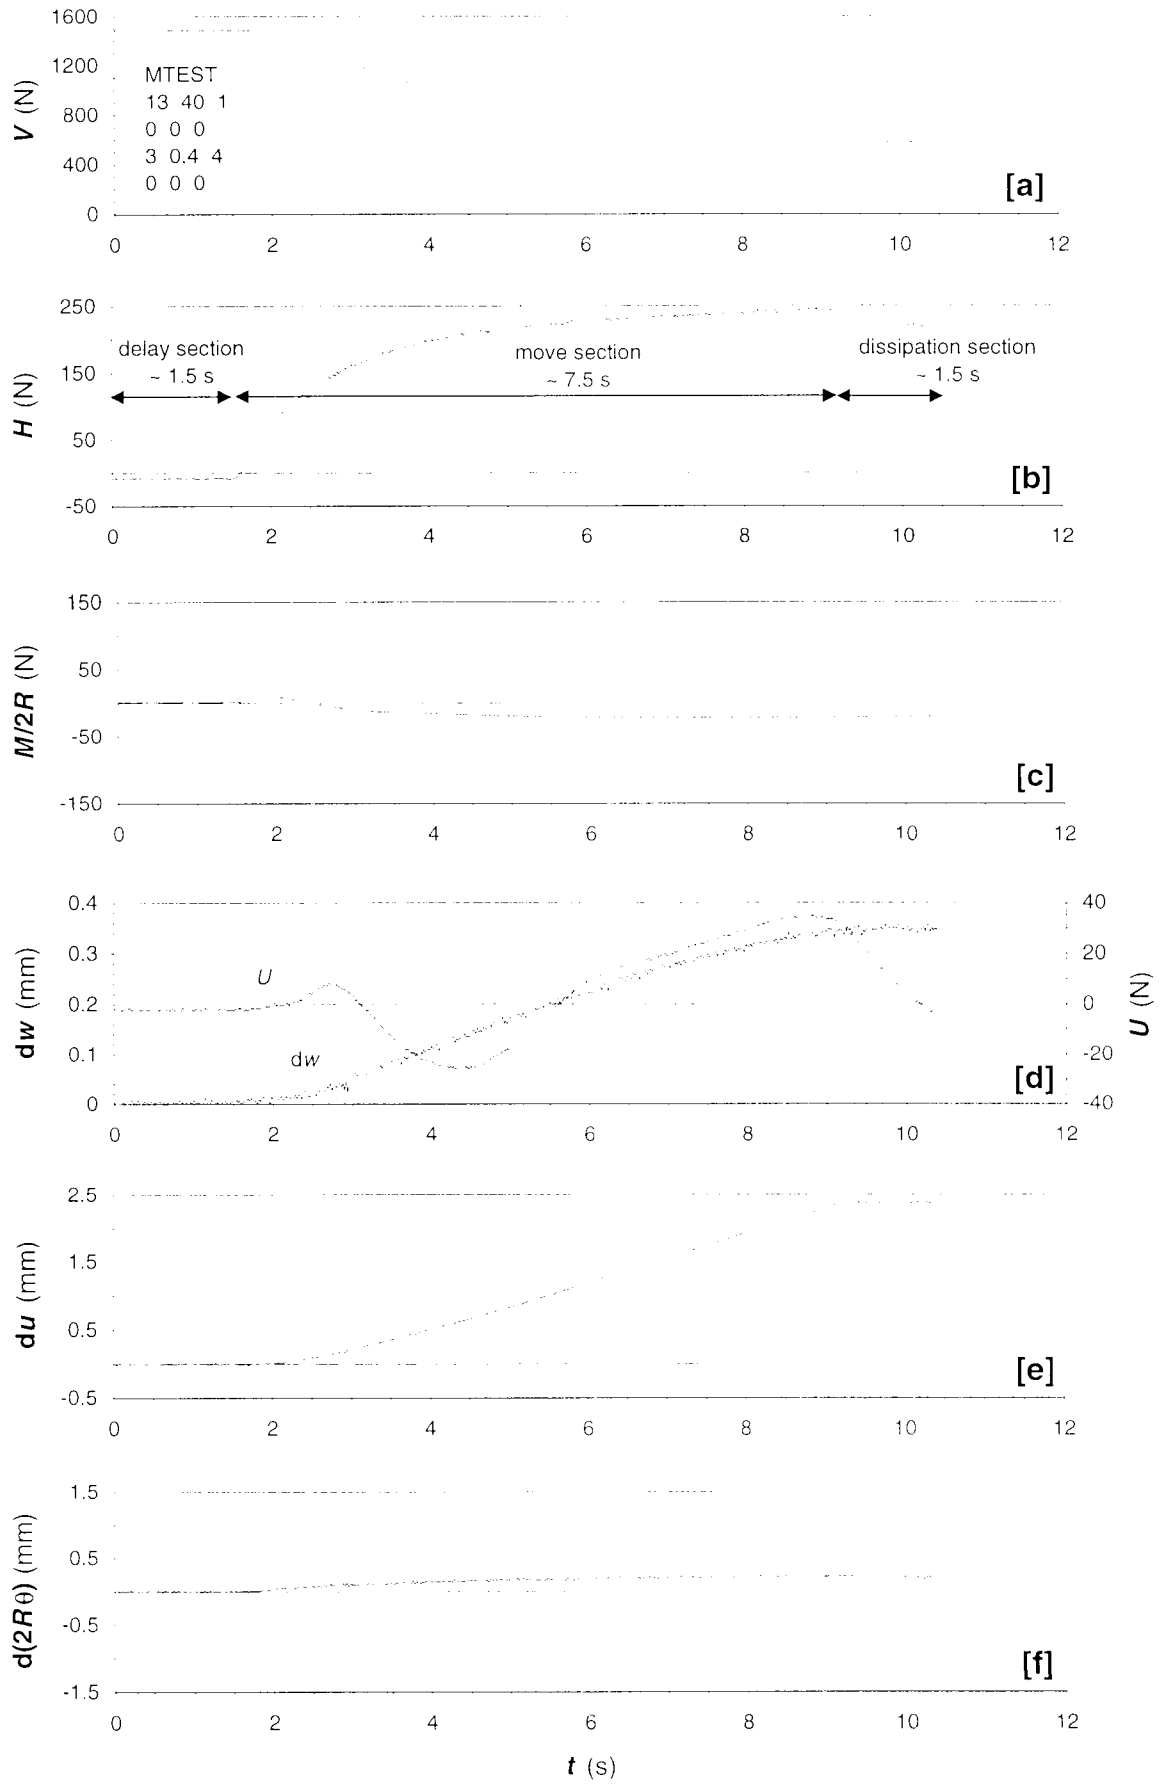 1600
1200
800
400
0
V (N)
MTEST
13 40 1
0 0 0
3 0.4 4
0 0 0
[a]
0 2 4 6 8 10 12
250
150
50
-50
H (N)
delay section
~ 1.5 s
move section
~ 7.5 s
dissipation section
~ 1.5 s
[b]
0 2 4 6 8 10 12
150
50
-50
-150
M/2R (N)
[c]
0 2 4 6 8 10 12
0.4
0.3
0.2
0.1
0
dw (mm)
U
dw
40
20
0
-20
-40
U (N)
[d]
0 2 4 6 8 10 12
2.5
1.5
0.5
-0.5
du (mm)
[e]
0 2 4 6 8 10 12
1.5
0.5
-0.5
-1.5
d(2Rθ) (mm)
[f]
0 2 4 6 8 10 12
t (s)